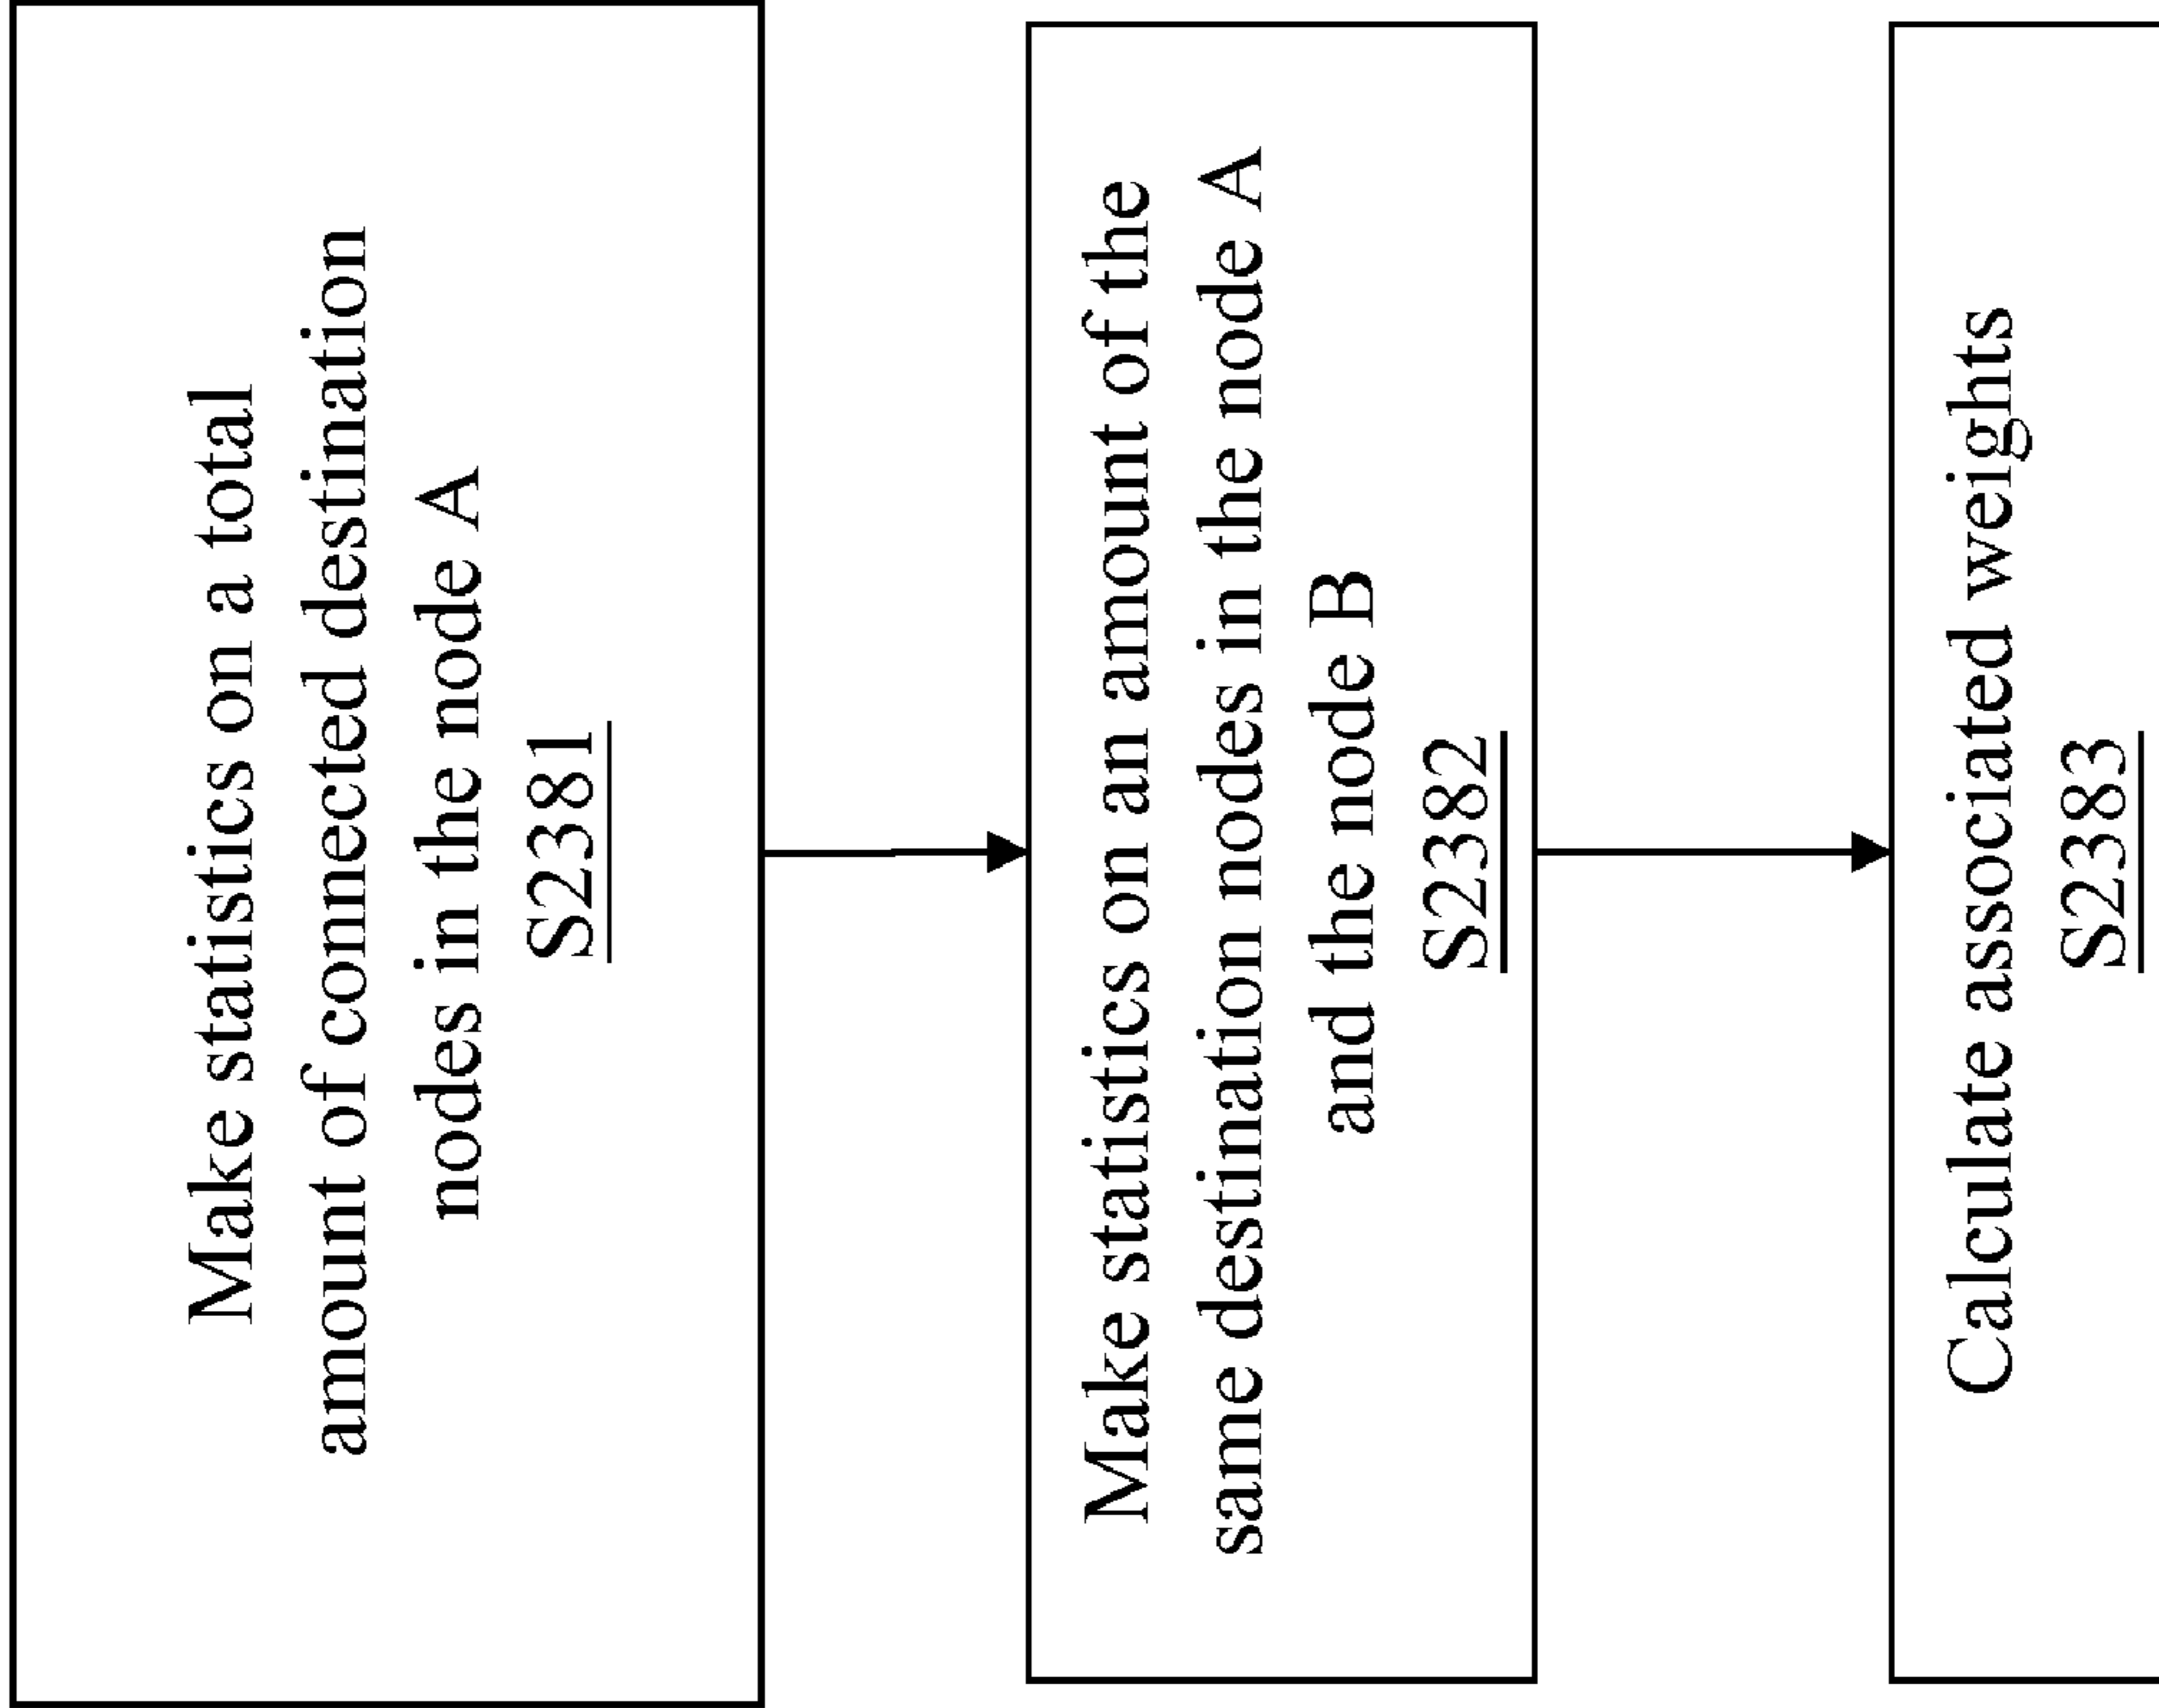 Make statistics on a total
amount of connected destination
nodes in the node A
S2381
Make statistics on an amount of the
same destination nodes in the node A
and the node B
S2382
Calculate associated weights
S2383